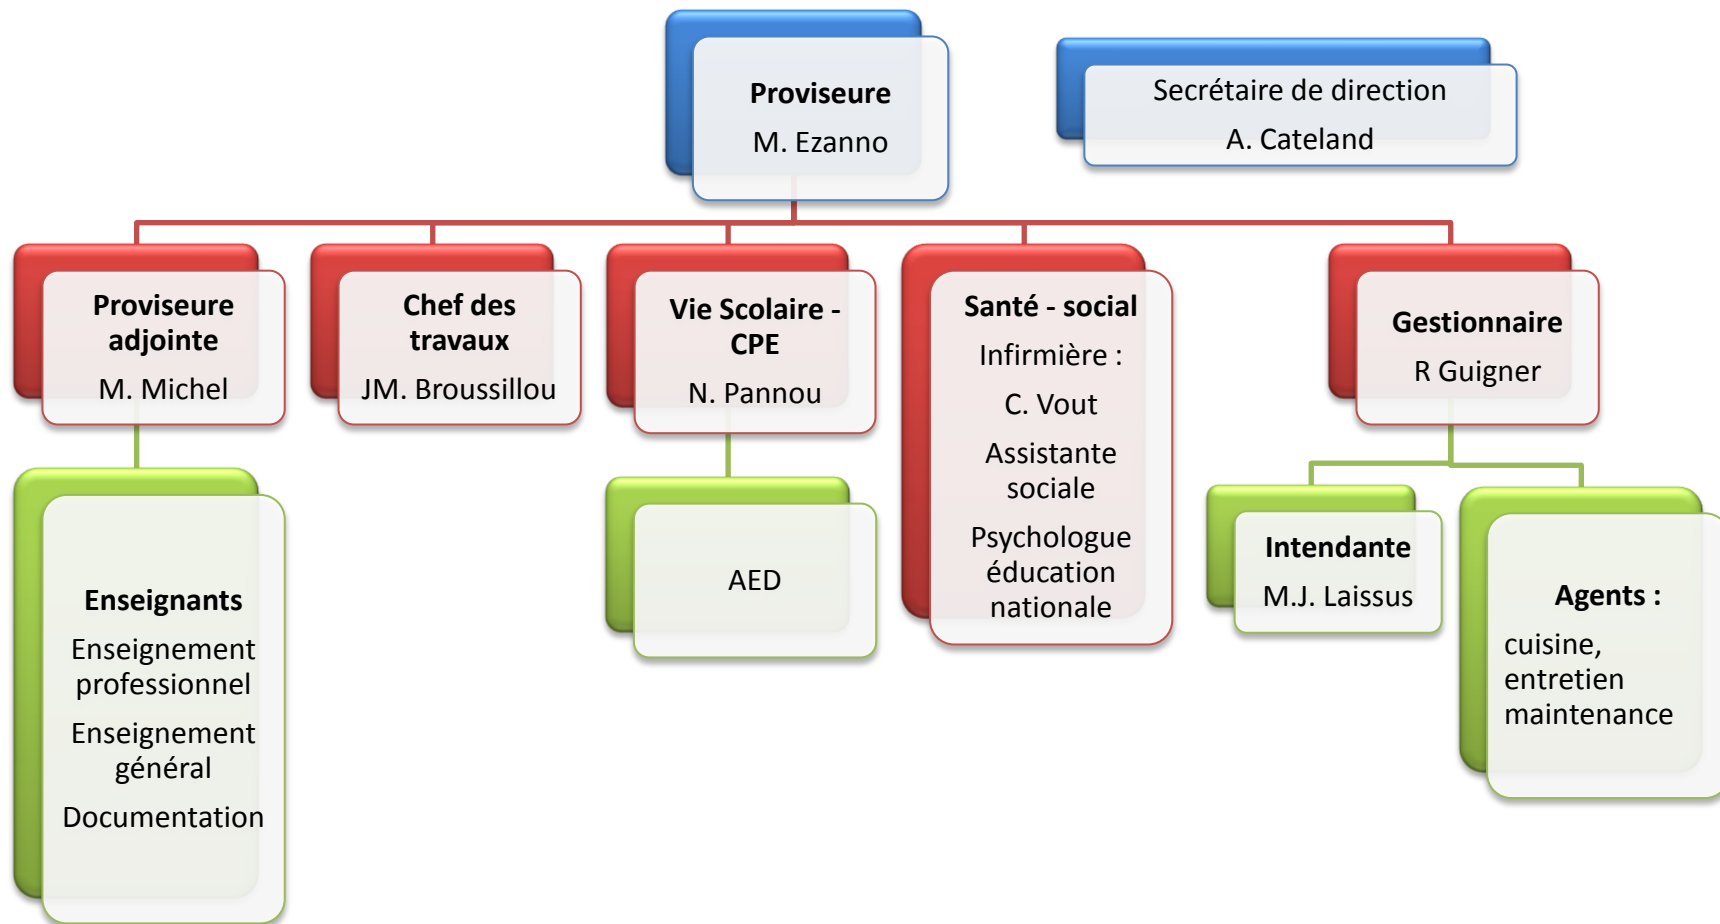 Proviseure
M. Ezanno
Secrétaire de direction
A. Cateland
Proviseure
adjointe
M. Michel
Chef des
travaux
JM. Broussillou
Vie Scolaire -
CPE
N. Pannou
Santé - social
Infirmière :
C. Vout
Assistante
sociale
Psychologue
éducation
nationale
Gestionnaire
R Guigner
Enseignants
Enseignement
professionnel
Enseignement
général
Documentation
AED
Intendante
M.J. Laissus
Agents :
cuisine,
entretien
maintenance